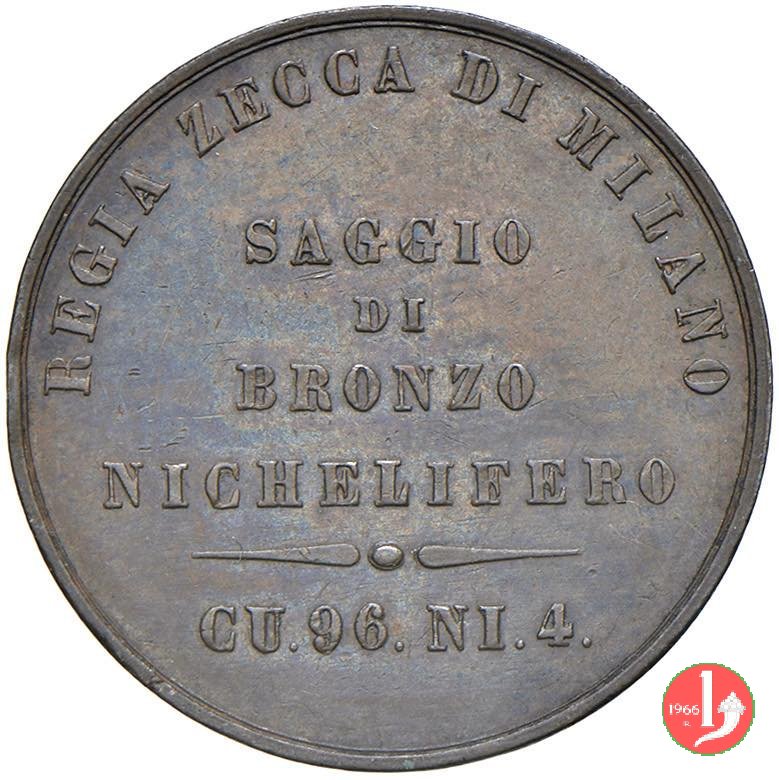 REGIA ZECCA DI MILANO
SAGGIO
DI
BRONZO
NICHELIFERO
CU.96.NI.4.
1966